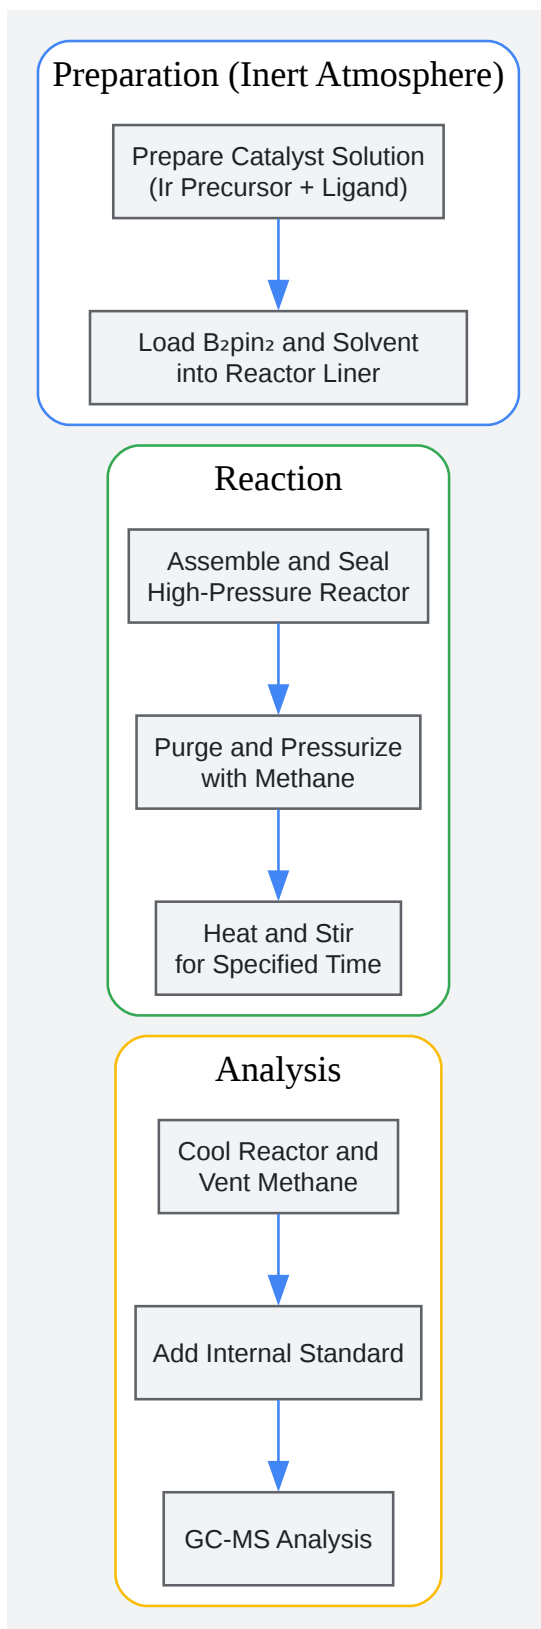 Preparation (Inert Atmosphere)
Prepare Catalyst Solution
(Ir Precursor + Ligand)
Load B₂pin₂ and Solvent
into Reactor Liner
Reaction
Assemble and Seal
High-Pressure Reactor
Purge and Pressurize
with Methane
Heat and Stir
for Specified Time
Analysis
Cool Reactor and
Vent Methane
Add Internal Standard
GC-MS Analysis